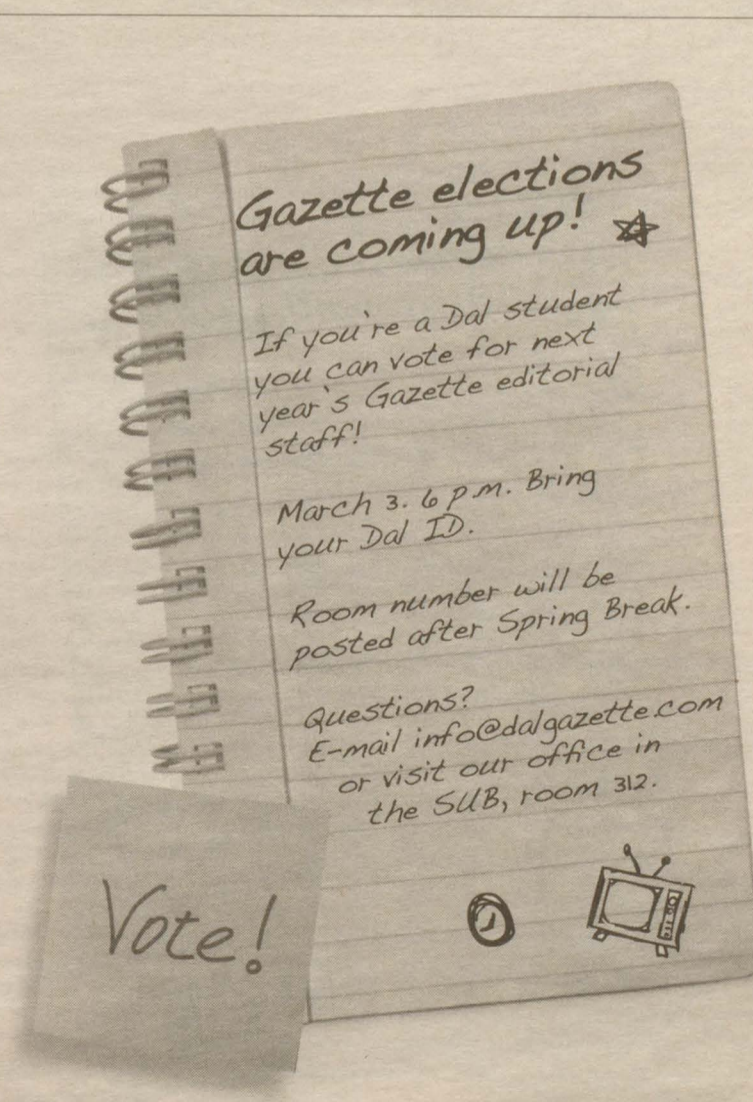 Gazette elections
are coming up!
If you're a Dal student
you can vote for next
year's Gazette editorial
staff!
March 3. 6 p.m. Bring
your Dal ID.
Room number will be
posted after Spring Break.
Questions?
E-mail info@dalgazette.com
or visit our office in
the SUB, room 312.
Vote!